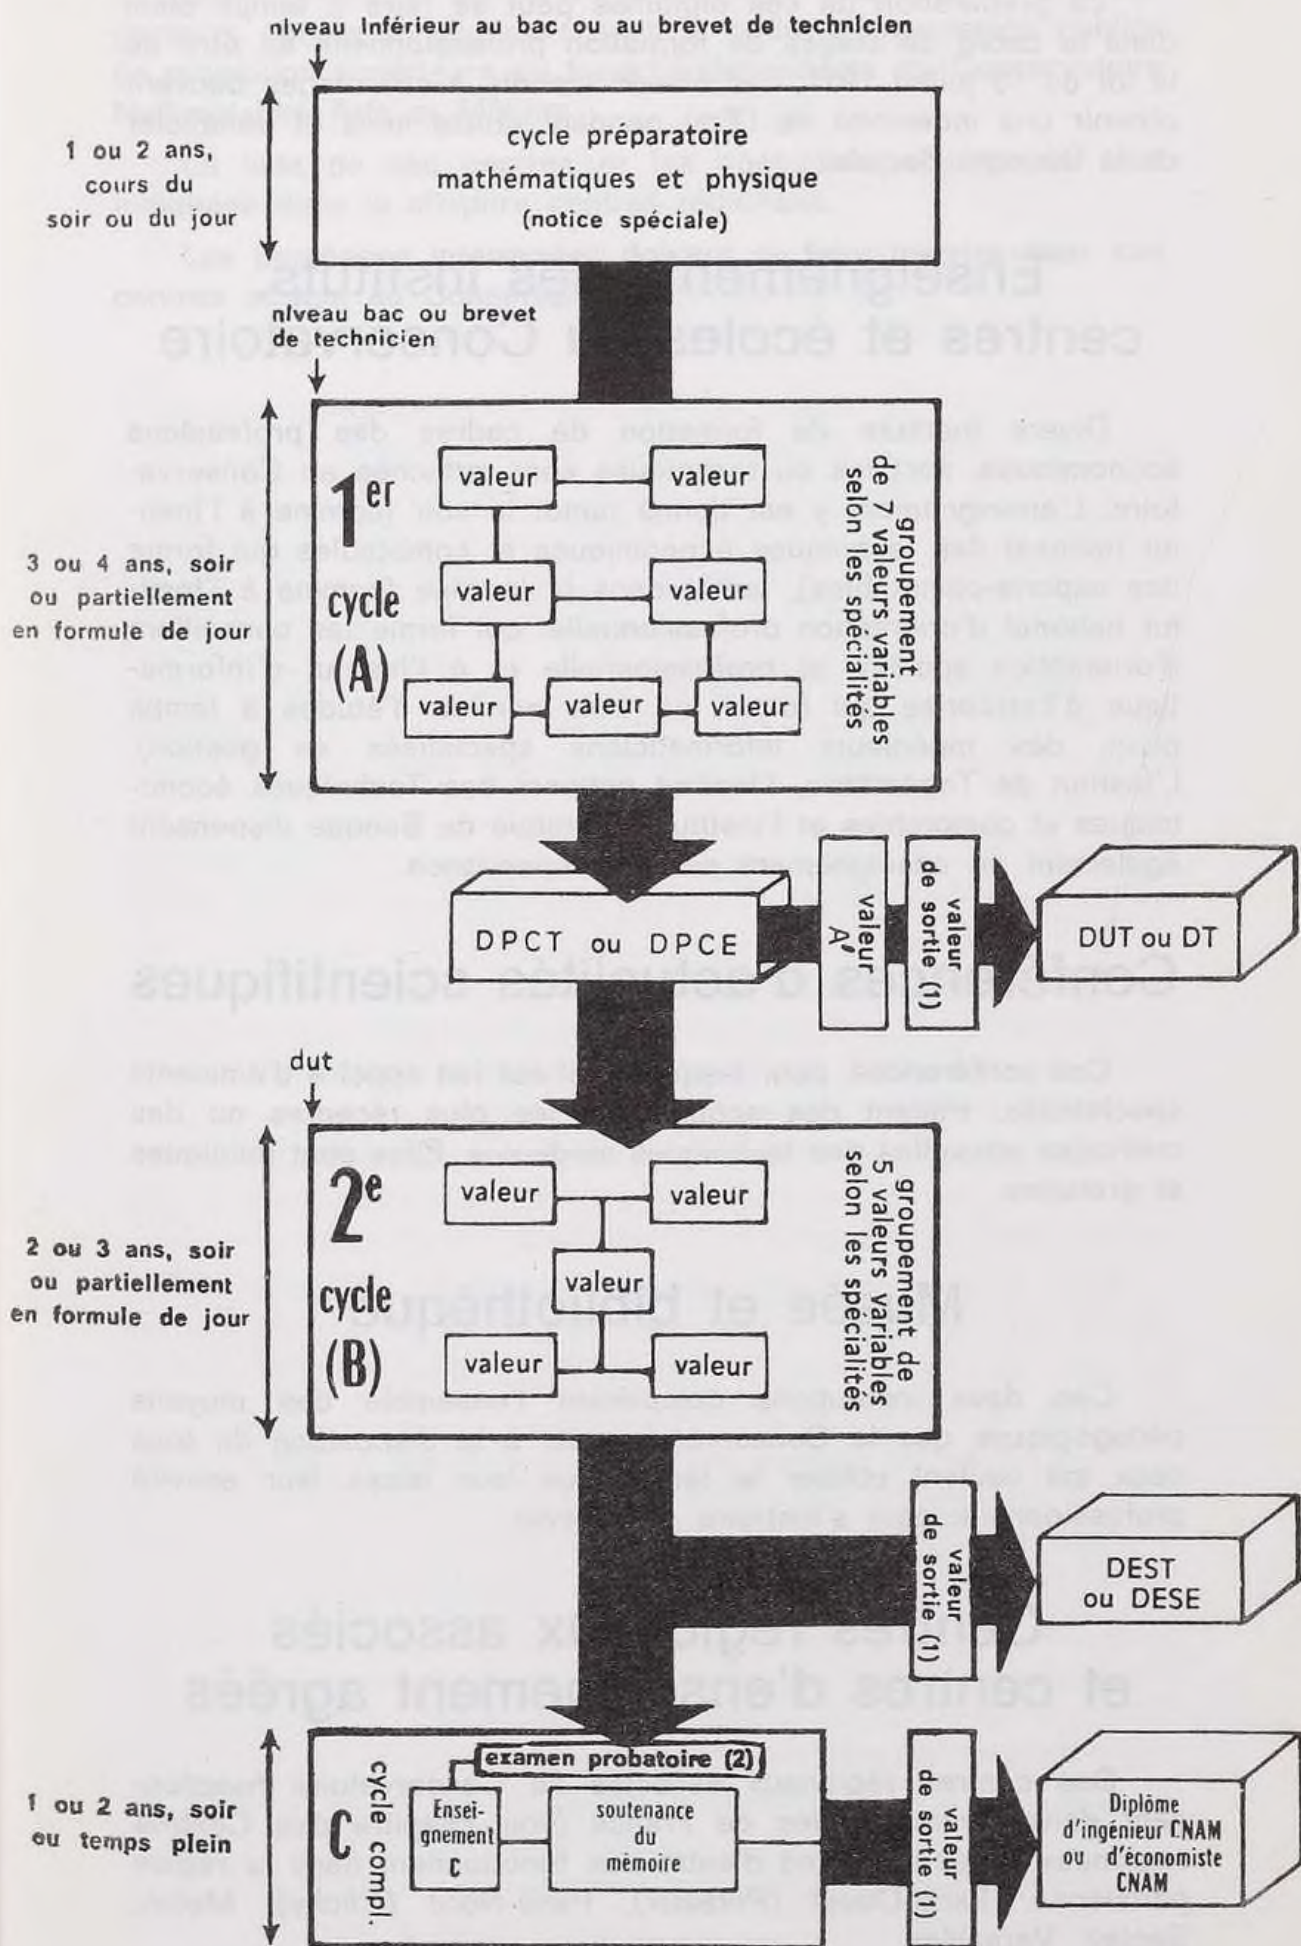 niveau inférieur au bac ou au brevet de technicien
1 ou 2 ans,
cours du
soir ou du jour
cycle préparatoire
mathématiques et physique
(notice spéciale)
niveau bac ou brevet
de technicien
3 ou 4 ans, soir
ou partiellement
en formule de jour
1er
cycle
(A)
valeur
valeur
valeur
valeur
valeur
valeur
valeur
groupement
de 7 valeurs variables
selon les spécialités
DPCT ou DPCE
valeur
A'
valeur
de sortie (1)
DUT ou DT
dut
2 ou 3 ans, soir
ou partiellement
en formule de jour
2e
cycle
(B)
valeur
valeur
valeur
valeur
valeur
groupement de
5 valeurs variables
selon les spécialités
valeur
de sortie (1)
DEST
ou DESE
1 ou 2 ans, soir
ou temps plein
cycle compl.
C
examen probatoire (2)
Ensei-
gnement
C
soutenance
du
mémoire
valeur
de sortie (1)
Diplôme
d'ingénieur CNAM
ou d'économiste
CNAM